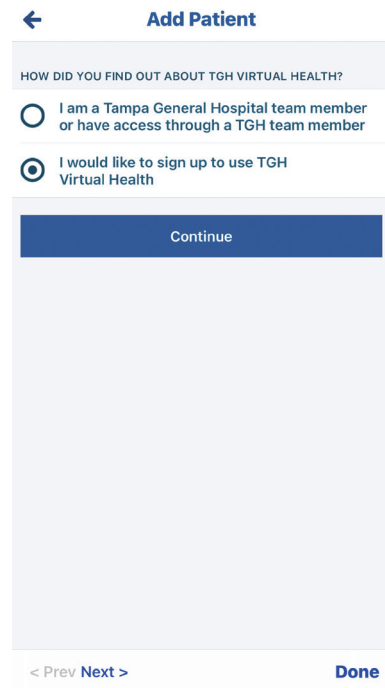 Add Patient
HOW DID YOU FIND OUT ABOUT TGH VIRTUAL HEALTH?
I am a Tampa General Hospital team member
or have access through a TGH team member
I would like to sign up to use TGH
Virtual Health
Continue
< Prev Next > Done